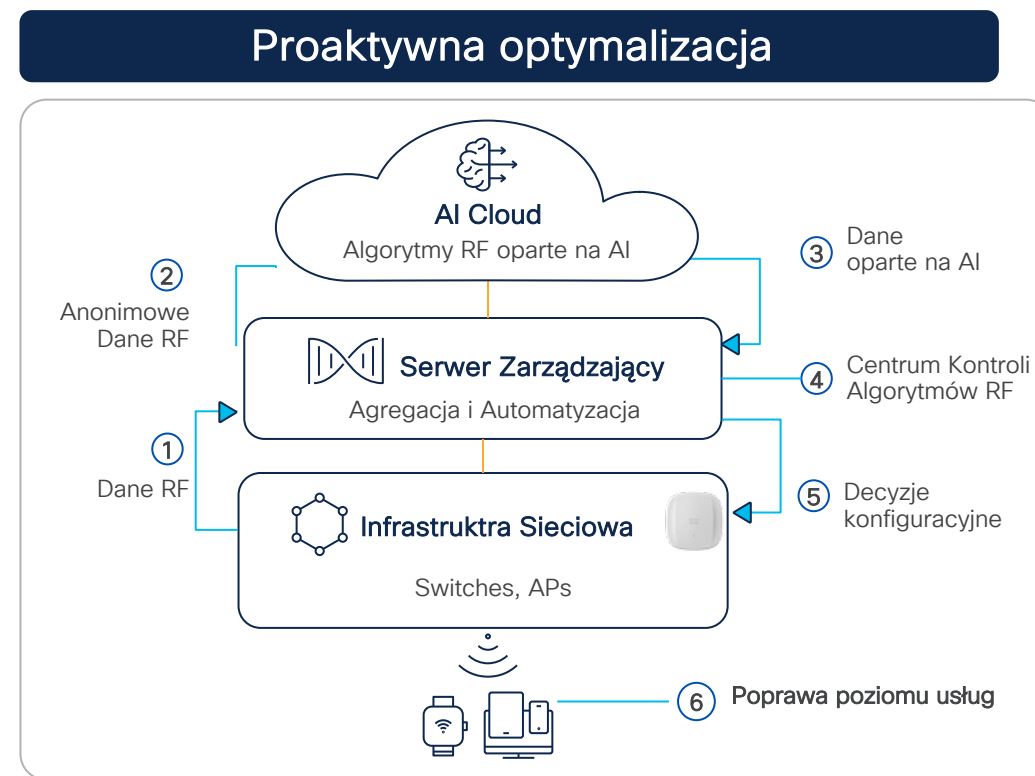 Proaktywna optymalizacja
AI Cloud
Algorytmy RF oparte na AI
2
Anonimowe
Dane RF
3
Dane
oparte na AI
Serwer Zarządzający
Agregacja i Automatyzacja
4
Centrum Kontroli
Algorytmów RF
1
Dane RF
5
Decyzje
konfiguracyjne
Infrastruktra Sieciowa
Switches, APs
6
Poprawa poziomu usług